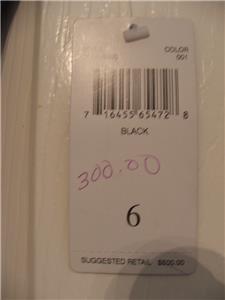 COLOR
001
7 16455 65472 8
BLACK
300.00
6
SUGGESTED RETAIL $600.00